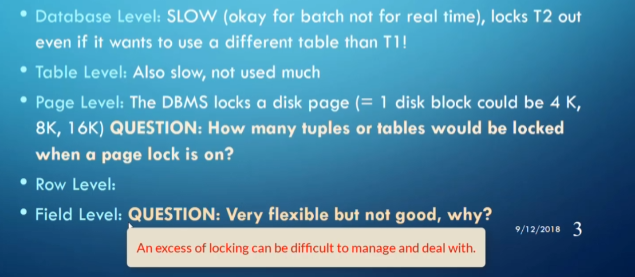 • Database Level: SLOW (okay for batch not for real time), locks T2 out
even if it wants to use a different table than T1!
• Table Level: Also slow, not used much
• Page Level: The DBMS locks a disk page (= 1 disk block could be 4 K,
8K, 16K) QUESTION: How many tuples or tables would be locked
when a page lock is on?
• Row Level:
• Field Level: QUESTION: Very flexible but not good, why?
9/12/2018 3
An excess of locking can be difficult to manage and deal with.